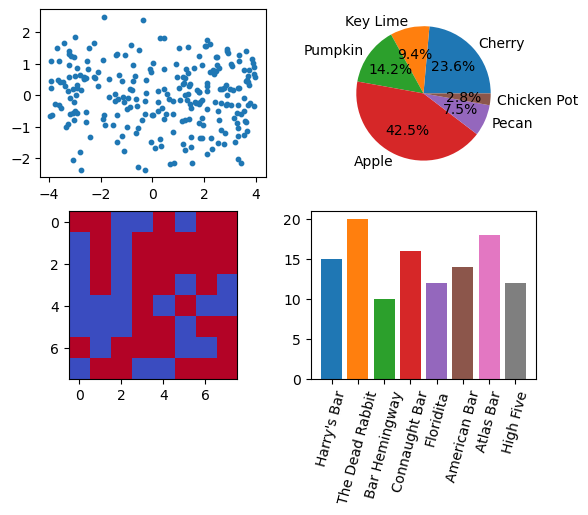 2
1
0
−1
−2
−4
−2
0
2
4
Key Lime
Cherry
Pumpkin
9.4%
23.6%
14.2%
2.8%
Chicken Pot
7.5%
Pecan
42.5%
Apple
0
2
4
6
0
2
4
6
20
15
10
5
0
Harry's Bar
The Dead Rabbit
Bar Hemingway
Connaught Bar
Floridita
American Bar
Atlas Bar
High Five